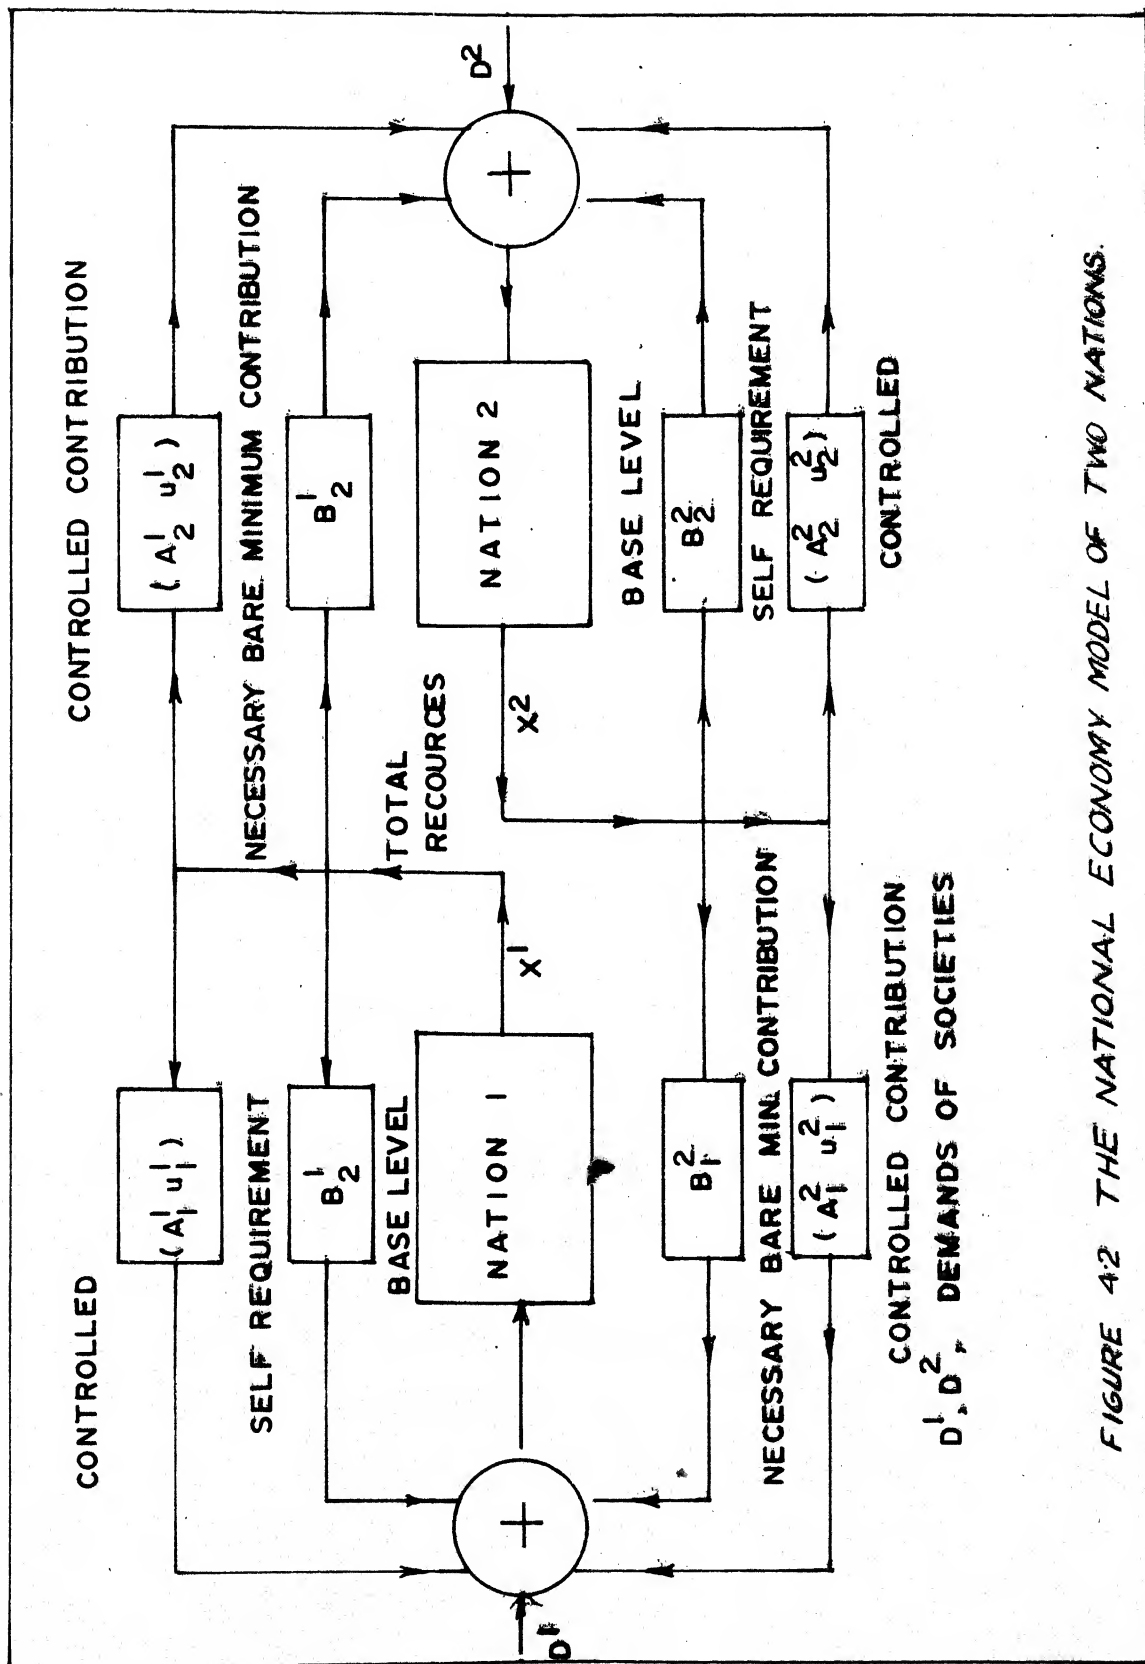 CONTROLLED
CONTROLLED CONTRIBUTION
(A¹₁ u¹₁)
(A¹₂ u¹₂)
SELF REQUIREMENT
NECESSARY BARE MINIMUM CONTRIBUTION
B¹₂
B¹₂
BASE LEVEL
TOTAL
RECOURCES
NATION 1
X¹
X²
NATION 2
D¹
+
+
D²
BASE LEVEL
B²₁
B²₂
NECESSARY BARE MIN. CONTRIBUTION
SELF REQUIREMENT
(A²₁ u²₁)
(A²₂ u²₂)
CONTROLLED CONTRIBUTION
CONTROLLED
D¹, D², DEMANDS OF SOCIETIES
FIGURE 4.2 THE NATIONAL ECONOMY MODEL OF TWO NATIONS.